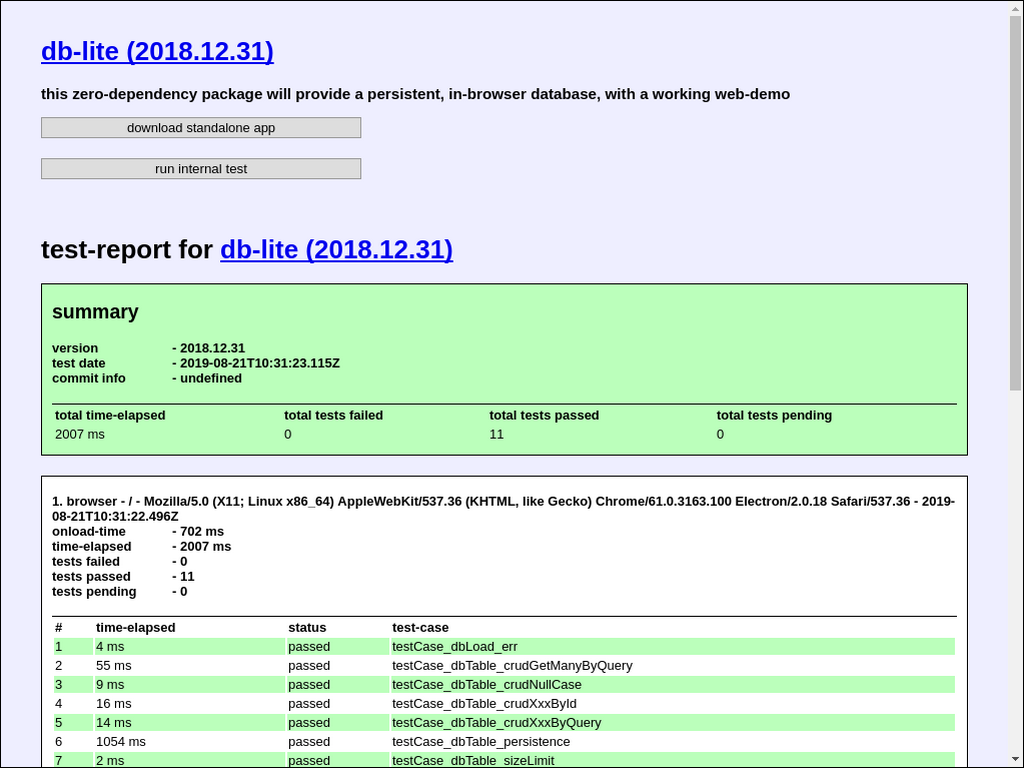 db-lite (2018.12.31)
this zero-dependency package will provide a persistent, in-browser database, with a working web-demo
download standalone app
run internal test
test-report for db-lite (2018.12.31)
summary
version - 2018.12.31
test date - 2019-08-21T10:31:23.115Z
commit info - undefined
total time-elapsed total tests failed total tests passed total tests pending
2007 ms 0 11 0
1. browser - / - Mozilla/5.0 (X11; Linux x86_64) AppleWebKit/537.36 (KHTML, like Gecko) Chrome/61.0.3163.100 Electron/2.0.18 Safari/537.36 - 2019-
08-21T10:31:22.496Z
onload-time - 702 ms
time-elapsed - 2007 ms
tests failed - 0
tests passed - 11
tests pending - 0
# time-elapsed status test-case
1 4 ms passed testCase_dbLoad_err
2 55 ms passed testCase_dbTable_crudGetManyByQuery
3 9 ms passed testCase_dbTable_crudNullCase
4 16 ms passed testCase_dbTable_crudXxxById
5 14 ms passed testCase_dbTable_crudXxxByQuery
6 1054 ms passed testCase_dbTable_persistence
7 2 ms passed testCase_dbTable_sizeLimit